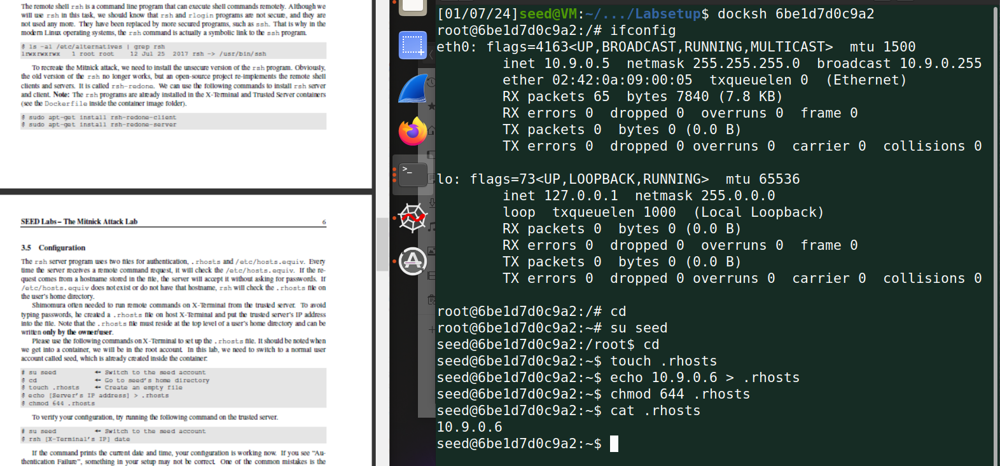 The remote shell rsh is a command line program that can execute shell commands remotely. Although we
will use rsh in this task, we should know that rsh and rlogin programs are not secure, and they are
not used any more. They have been replaced by more secured programs, such as ssh. That is why in the
modern Linux operating systems, the rsh command is actually a symbolic link to the ssh program.
$ ls -al /etc/alternatives | grep rsh
lrwxrwxrwx 1 root root 12 Jul 25 2017 rsh -> /usr/bin/ssh
To recreate the Mitnick attack, we need to install the unsecure version of the rsh program. Obviously,
the old version of the rsh no longer works, but an open-source project re-implements the remote shell
clients and servers. It is called rsh-redone. We can use the following commands to install rsh server
and client. Note: The rsh programs are already installed in the X-Terminal and Trusted Server containers
(see the Dockerfile inside the container image folder).
$ sudo apt-get install rsh-redone-client
$ sudo apt-get install rsh-redone-server
SEED Labs – The Mitnick Attack Lab 6
3.5 Configuration
The rsh server program uses two files for authentication, .rhosts and /etc/hosts.equiv. Every
time the server receives a remote command request, it will check the /etc/hosts.equiv. If the re-
quest comes from a hostname stored in the file, the server will accept it without asking for passwords. If
/etc/hosts.equiv does not exist or do not have that hostname, rsh will check the .rhosts file on
the user's home directory.
Shimomura often needed to run remote commands on X-Terminal from the trusted server. To avoid
typing passwords, he created a .rhosts file on host X-Terminal and put the trusted server's IP address
into the file. Note that the .rhosts file must reside at the top level of a user's home directory and can be
written only by the owner/user.
Please use the following commands on X-Terminal to set up the .rhosts file. It should be noted when
we get into a container, we will be in the root account. In this lab, we need to switch to a normal user
account called seed, which is already created inside the container:
# su seed ← Switch to the seed account
$ cd ← Go to seed's home directory
$ touch .rhosts ← Create an empty file
$ echo [Server's IP address] > .rhosts
$ chmod 644 .rhosts
To verify your configuration, try running the following command on the trusted server.
# su seed ← Switch to the seed account
$ rsh [X-Terminal's IP] date
If the command prints the current date and time, your configuration is working now. If you see "Au-
thentication Failure", something in your setup may not be correct. One of the common mistakes is the
[01/07/24]seed@VM:~/.../Labsetup$ docksh 6be1d7d0c9a2
root@6be1d7d0c9a2:/# ifconfig
eth0: flags=4163<UP,BROADCAST,RUNNING,MULTICAST> mtu 1500
inet 10.9.0.5 netmask 255.255.255.0 broadcast 10.9.0.255
ether 02:42:0a:09:00:05 txqueuelen 0 (Ethernet)
RX packets 65 bytes 7840 (7.8 KB)
RX errors 0 dropped 0 overruns 0 frame 0
TX packets 0 bytes 0 (0.0 B)
TX errors 0 dropped 0 overruns 0 carrier 0 collisions 0
lo: flags=73<UP,LOOPBACK,RUNNING> mtu 65536
inet 127.0.0.1 netmask 255.0.0.0
loop txqueuelen 1000 (Local Loopback)
RX packets 0 bytes 0 (0.0 B)
RX errors 0 dropped 0 overruns 0 frame 0
TX packets 0 bytes 0 (0.0 B)
TX errors 0 dropped 0 overruns 0 carrier 0 collisions 0
root@6be1d7d0c9a2:/# cd
root@6be1d7d0c9a2:~# su seed
seed@6be1d7d0c9a2:/root$ cd
seed@6be1d7d0c9a2:~$ touch .rhosts
seed@6be1d7d0c9a2:~$ echo 10.9.0.6 > .rhosts
seed@6be1d7d0c9a2:~$ chmod 644 .rhosts
seed@6be1d7d0c9a2:~$ cat .rhosts
10.9.0.6
seed@6be1d7d0c9a2:~$